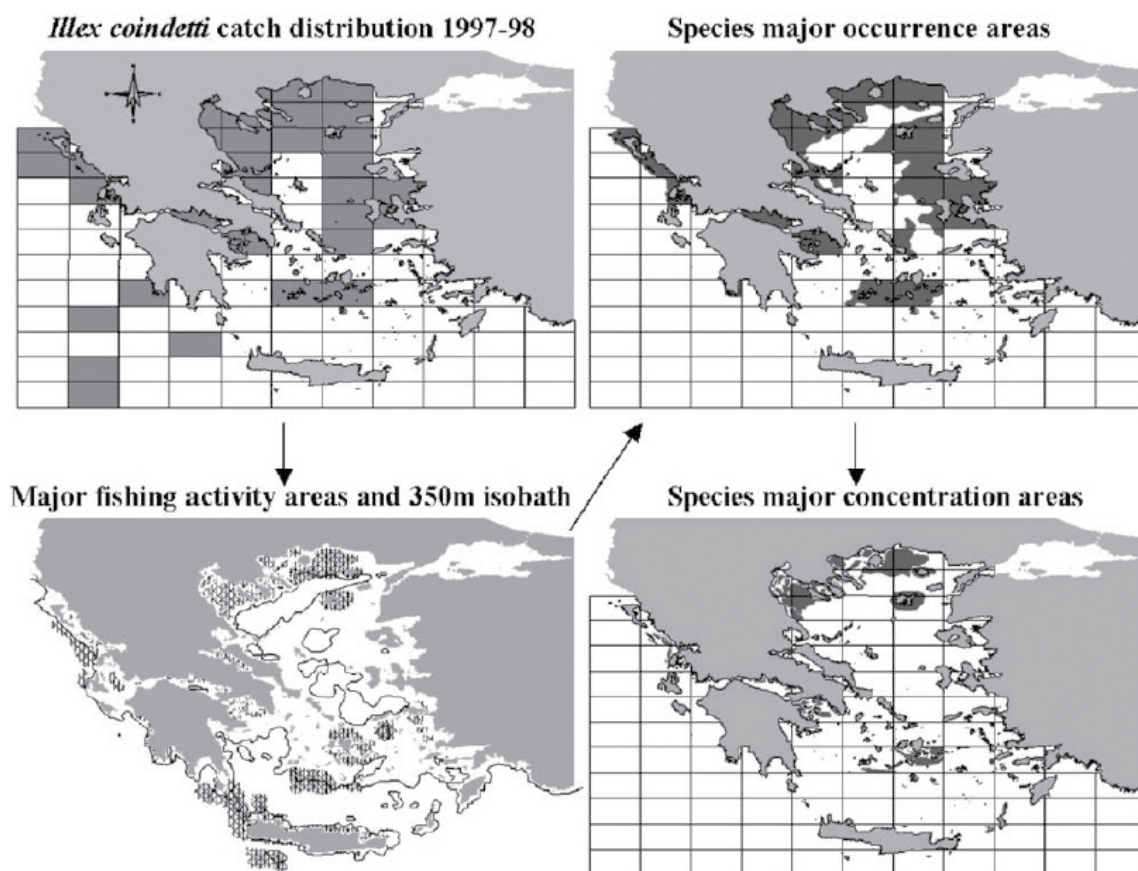 Illex coindetti catch distribution 1997-98
Species major occurrence areas
Major fishing activity areas and 350m isobath
Species major concentration areas